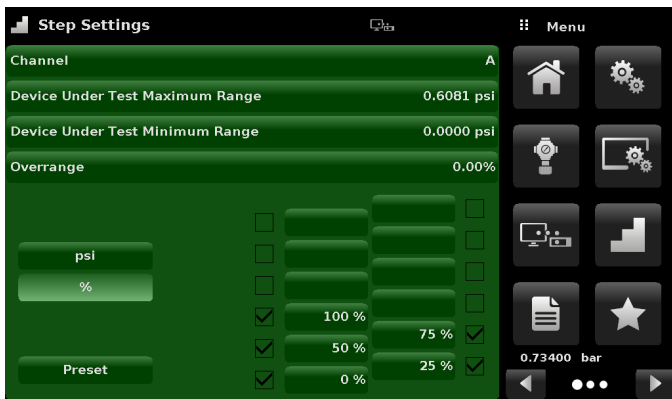 Step Settings
Menu
Channel A
Device Under Test Maximum Range 0.6081 psi
Device Under Test Minimum Range 0.0000 psi
Overrange 0.00%
psi
%
100 %
75 %
50 %
25 %
Preset
0 %
0.73400 bar